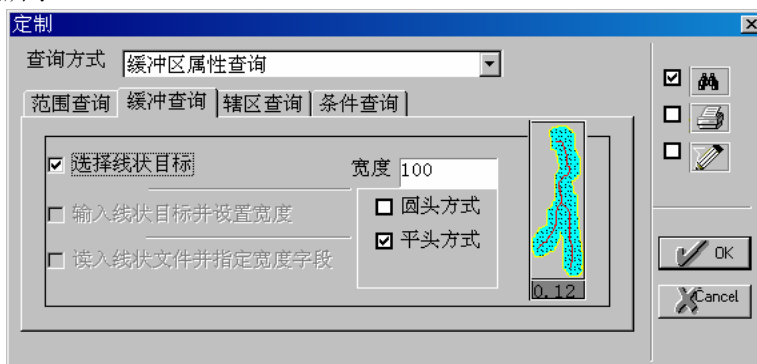 定制
查询方式 缓冲区属性查询
范围查询 缓冲查询 辖区查询 条件查询
选择线状目标 宽度 100
圆头方式
输入线状目标并设置宽度
平头方式
读入线状文件并指定宽度字段
0.12
OK
Cancel